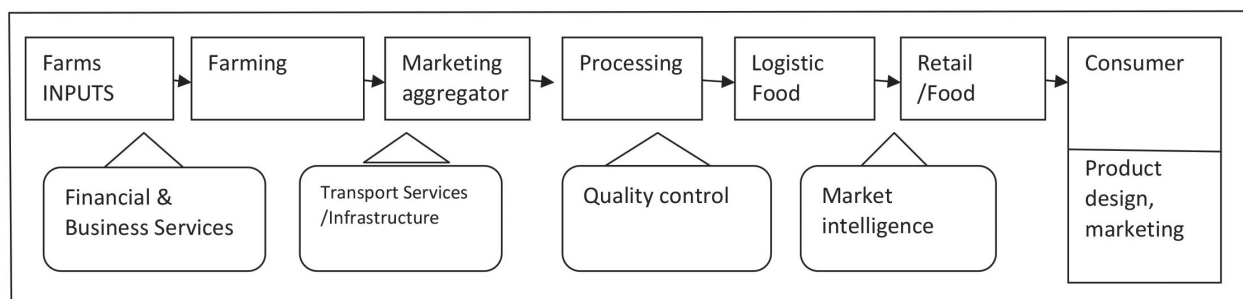 Farms
INPUTS
Farming
Marketing
aggregator
Processing
Logistic
Food
Retail
/Food
Consumer
Financial &
Business Services
Transport Services
/Infrastructure
Quality control
Market
intelligence
Product
design,
marketing